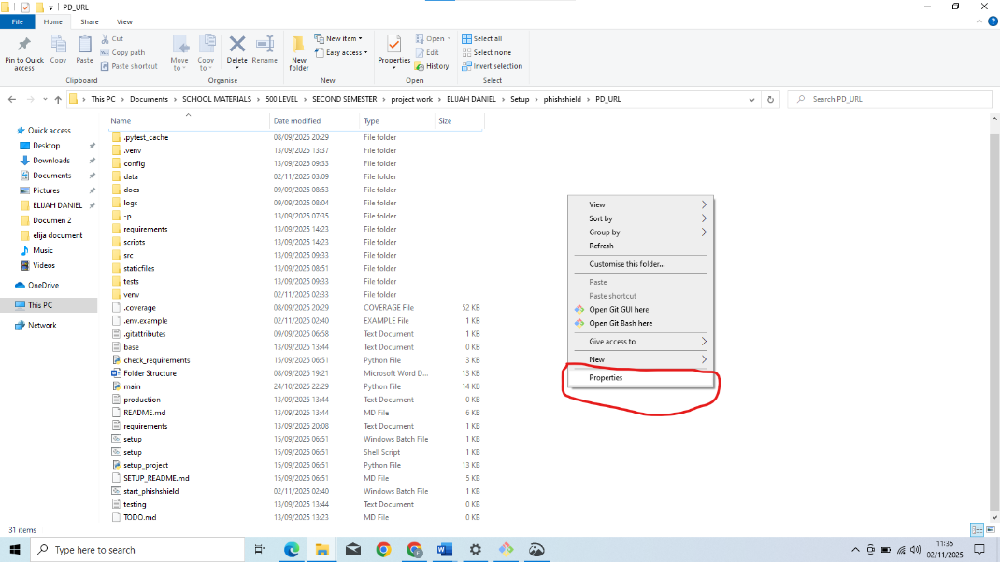 PD_URL
File Home Share View
Pin to Quick access
Copy
Paste
Cut
Copy path
Paste shortcut
Clipboard
Move to
Copy to
Delete
Rename
Organise
New folder
New item
Easy access
New
Properties
Open
Edit
History
Open
Select all
Select none
Invert selection
Select
This PC Documents SCHOOL MATERIALS 500 LEVEL SECOND SEMESTER project work ELIJAH DANIEL Setup phishshield PD_URL
Search PD_URL
Quick access
Desktop
Downloads
Documents
Pictures
ELIJAH DANIEL
Documen 2
elija document
Music
Videos
OneDrive
This PC
Network
Name Date modified Type Size
.pytest_cache 08/09/2025 20:29 File folder
.venv 13/09/2025 13:37 File folder
config 13/09/2025 09:33 File folder
data 02/11/2025 03:09 File folder
docs 09/09/2025 08:53 File folder
logs 09/09/2025 08:04 File folder
-p 13/09/2025 07:35 File folder
requirements 13/09/2025 14:23 File folder
scripts 13/09/2025 14:23 File folder
src 13/09/2025 09:33 File folder
staticfiles 13/09/2025 08:51 File folder
tests 13/09/2025 09:33 File folder
venv 02/11/2025 02:33 File folder
.coverage 08/09/2025 20:29 COVERAGE File 52 KB
.env.example 02/11/2025 02:40 EXAMPLE File 1 KB
.gitattributes 09/09/2025 06:58 Text Document 1 KB
base 13/09/2025 13:44 Text Document 0 KB
check_requirements 15/09/2025 06:51 Python File 3 KB
Folder Structure 08/09/2025 19:21 Microsoft Word D... 13 KB
main 24/10/2025 22:29 Python File 14 KB
production 13/09/2025 13:44 Text Document 0 KB
README.md 13/09/2025 13:44 MD File 6 KB
requirements 13/09/2025 20:08 Text Document 1 KB
setup 15/09/2025 06:51 Windows Batch File 1 KB
setup 15/09/2025 06:51 Shell Script 1 KB
setup_project 15/09/2025 06:51 Python File 13 KB
SETUP_README.md 15/09/2025 06:51 MD File 5 KB
start_phishshield 02/11/2025 02:40 Windows Batch File 1 KB
testing 13/09/2025 13:44 Text Document 0 KB
TODO.md 13/09/2025 13:23 MD File 0 KB
View
Sort by
Group by
Refresh
Customise this folder...
Paste
Paste shortcut
Open Git GUI here
Open Git Bash here
Give access to
New
Properties
31 items
Type here to search
11:36
02/11/2025